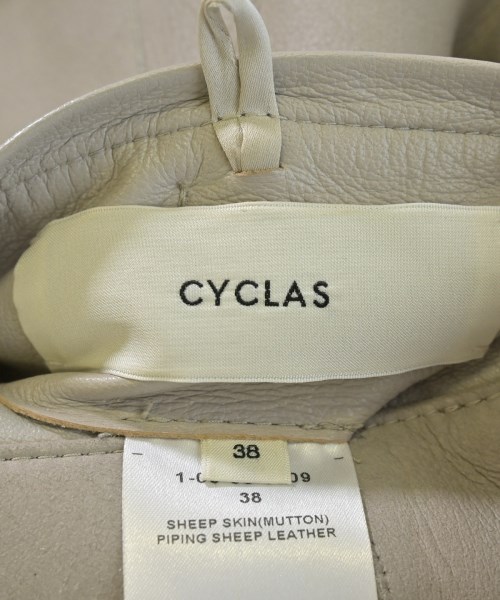 CYCLAS
38
38
SHEEP SKIN(MUTTON)
PIPING SHEEP LEATHER